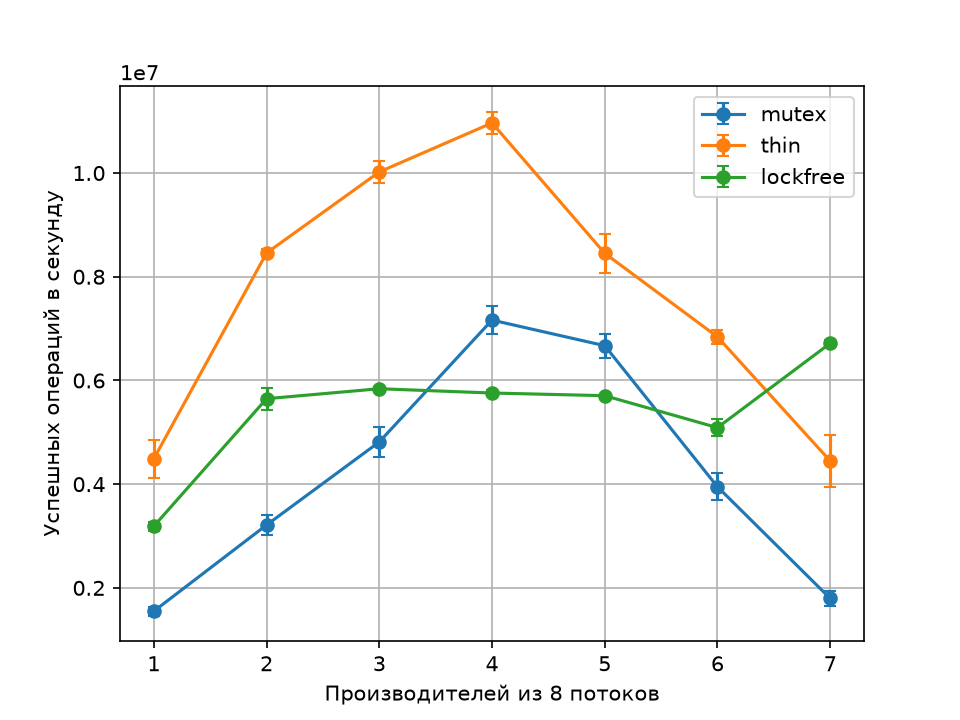 1e7
mutex
thin
lockfree
Успешных операций в секунду
1.0
0.8
0.6
0.4
0.2
1 2 3 4 5 6 7
Производителей из 8 потоков